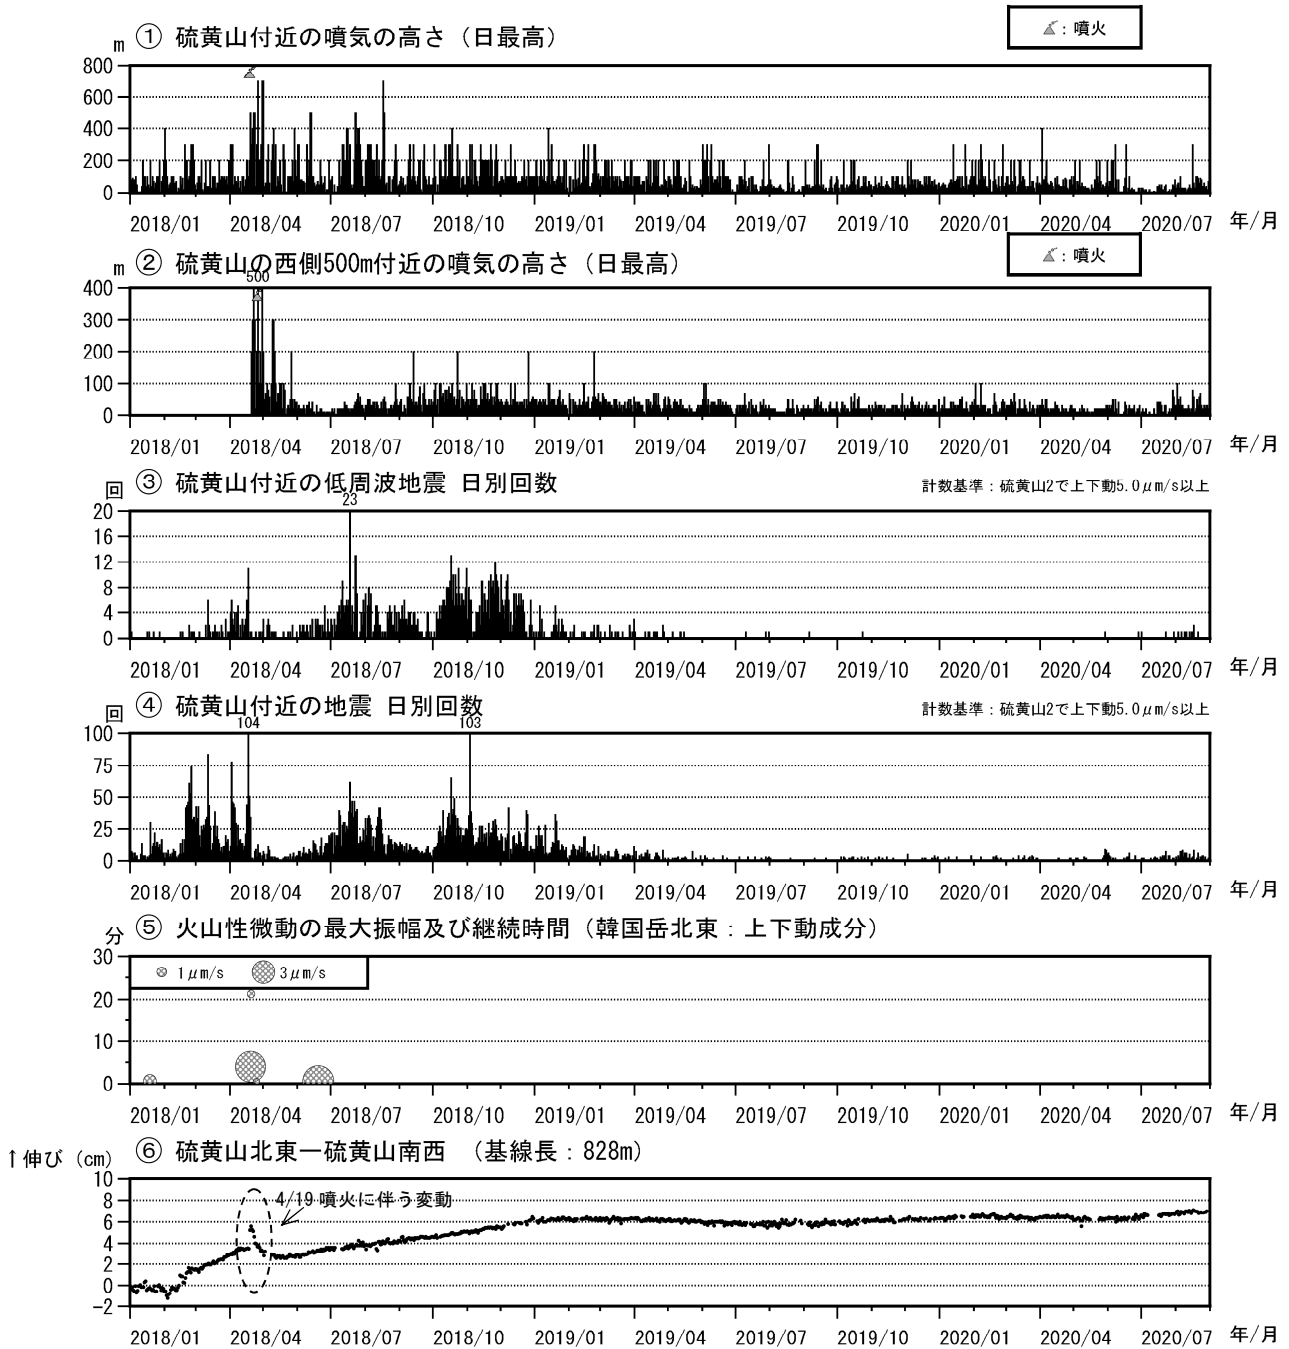 m ① 硫黄山付近の噴気の高さ（日最高） : 噴火
800
600
400
200
0
2018/01 2018/04 2018/07 2018/10 2019/01 2019/04 2019/07 2019/10 2020/01 2020/04 2020/07 年/月
m ② 硫黄山の西側500m付近の噴気の高さ（日最高） : 噴火
500
400
300
200
100
0
2018/01 2018/04 2018/07 2018/10 2019/01 2019/04 2019/07 2019/10 2020/01 2020/04 2020/07 年/月
回 ③ 硫黄山付近の低周波地震 日別回数 計数基準：硫黄山2で上下動5.0μm/s以上
23
20
16
12
8
4
0
2018/01 2018/04 2018/07 2018/10 2019/01 2019/04 2019/07 2019/10 2020/01 2020/04 2020/07 年/月
回 ④ 硫黄山付近の地震 日別回数 計数基準：硫黄山2で上下動5.0μm/s以上
104 103
100
75
50
25
0
2018/01 2018/04 2018/07 2018/10 2019/01 2019/04 2019/07 2019/10 2020/01 2020/04 2020/07 年/月
分 ⑤ 火山性微動の最大振幅及び継続時間（韓国岳北東：上下動成分）
30
1μm/s 3μm/s
20
10
0
2018/01 2018/04 2018/07 2018/10 2019/01 2019/04 2019/07 2019/10 2020/01 2020/04 2020/07 年/月
↑伸び (cm) ⑥ 硫黄山北東－硫黄山南西 （基線長：828m）
10
8 4/19 噴火に伴う変動
6
4
2
0
-2
2018/01 2018/04 2018/07 2018/10 2019/01 2019/04 2019/07 2019/10 2020/01 2020/04 2020/07 年/月